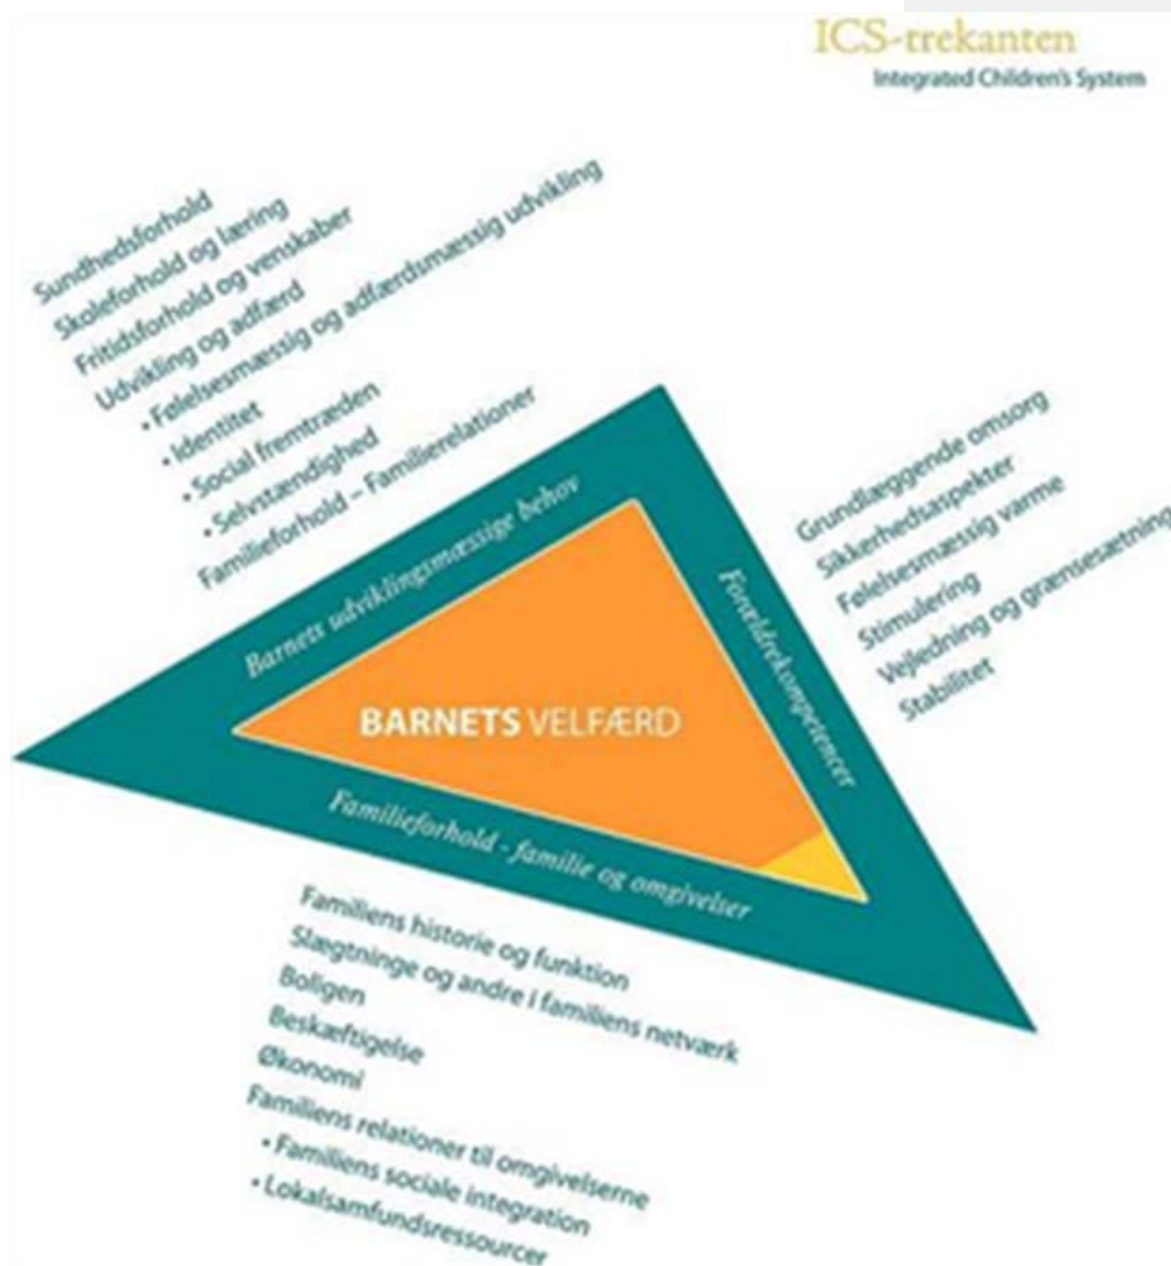 ICS-trekanten
Integrated Children's System
Sundhedsforhold
Skoleforhold og læring
Fritidsforhold og venskaber
Udvikling og adfærd
• Følelsesmæssig og adfærdsmæssig udvikling
• Identitet
• Social fremtræden
• Selvstændighed
Familieforhold – Familierelationer
Barnets udviklingsmæssige behov
Grundlæggende omsorg
Sikkerhedsaspekter
Følelsesmæssig varme
Stimulering
Vejledning og grænsesætning
Stabilitet
Forældrekompetencer
BARNETS VELFÆRD
Familieforhold - familie og omgivelser
Familiens historie og funktion
Slægtninge og andre i familiens netværk
Boligen
Beskæftigelse
Økonomi
Familiens relationer til omgivelserne
• Familiens sociale integration
• Lokalsamfundsressourcer